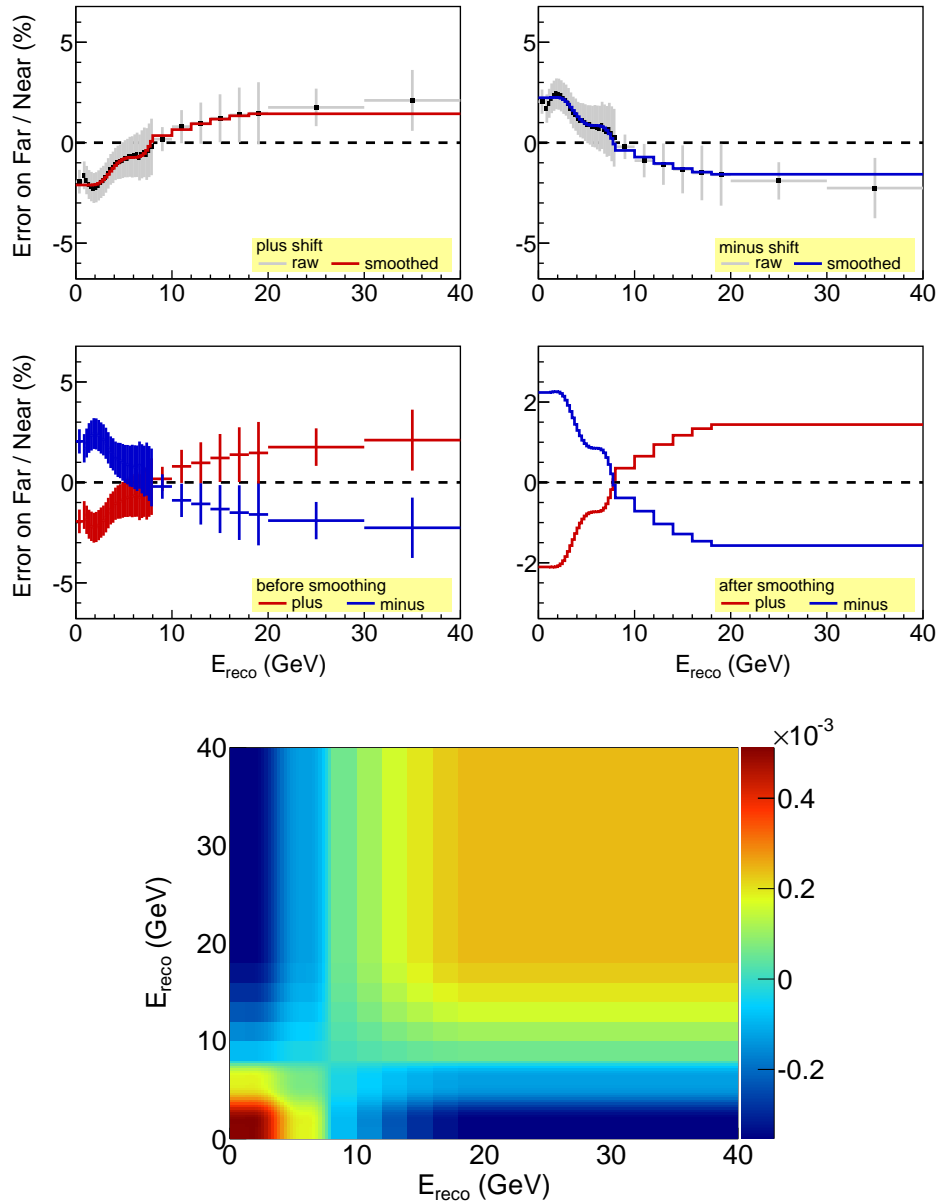 Error on Far / Near (%)
5
0
-5
plus shift
raw smoothed
0 10 20 30 40
Error on Far / Near (%)
5
0
-5
minus shift
raw smoothed
0 10 20 30 40
Error on Far / Near (%)
5
0
-5
before smoothing
plus minus
0 10 20 30 40
E_reco (GeV)
2
0
-2
after smoothing
plus minus
0 10 20 30 40
E_reco (GeV)
×10^-3
40
30
20
10
0
E_reco (GeV)
0 10 20 30 40
E_reco (GeV)
0.4
0.2
0
-0.2